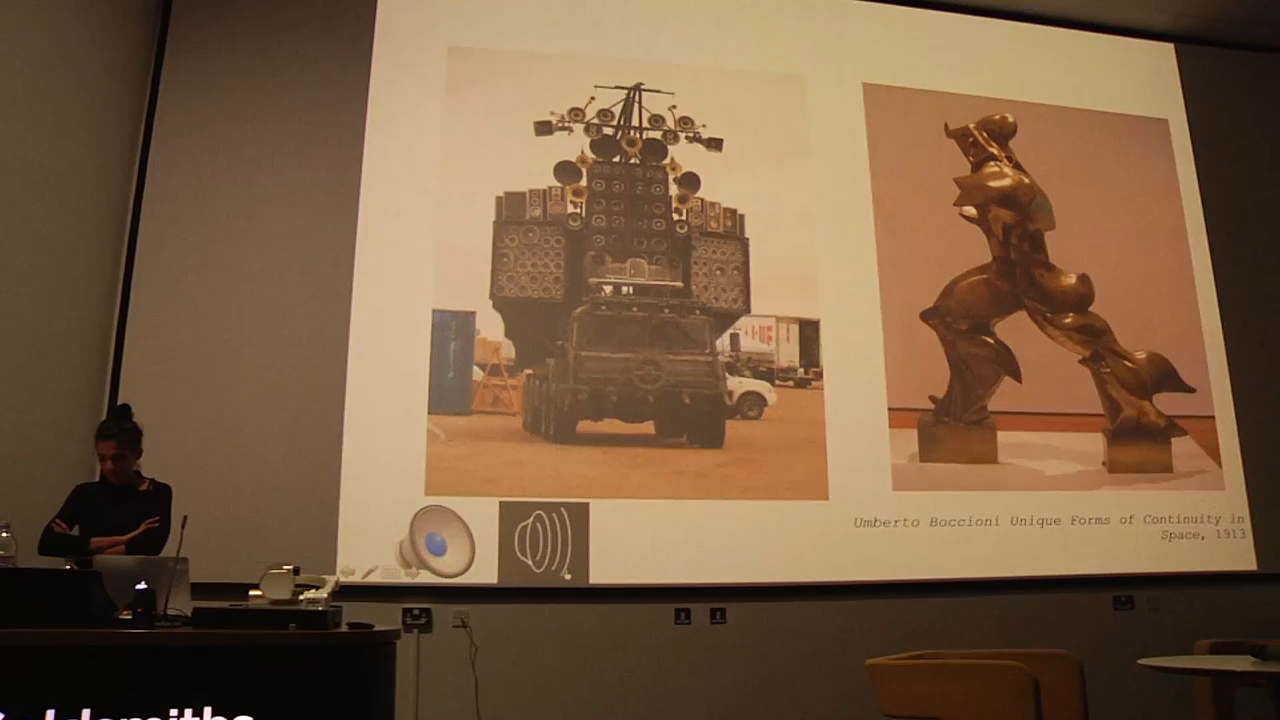 Umberto Boccioni Unique Forms of Continuity in
Space, 1913